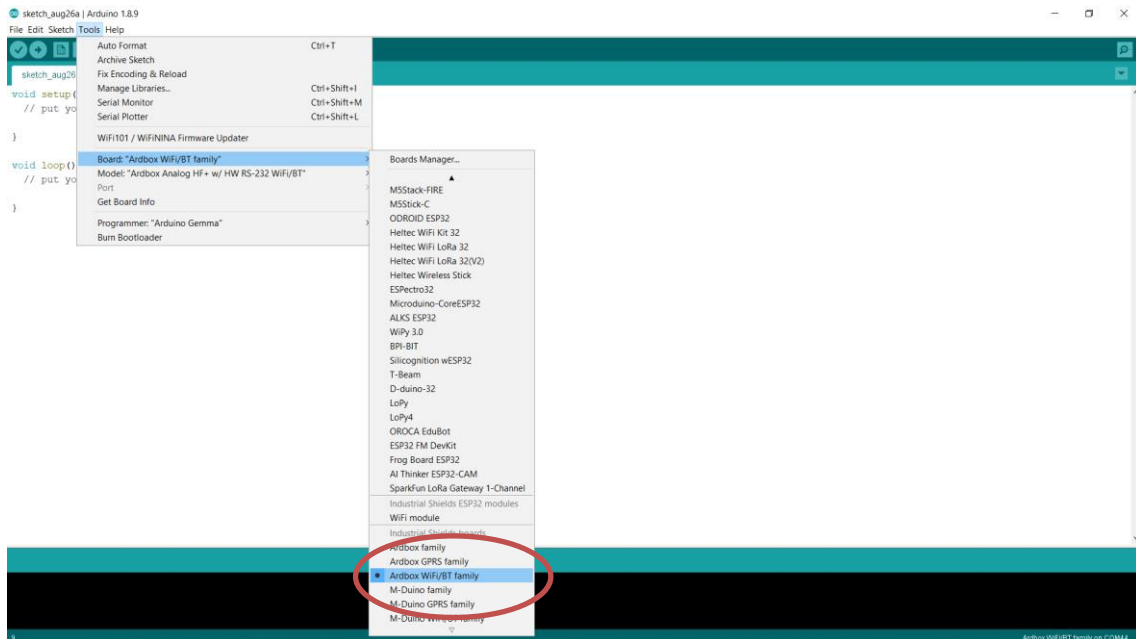 sketch_aug26a | Arduino 1.8.9
File Edit Sketch Tools Help
sketch_aug26
void setup(
// put yo
}
void loop()
// put yo
}
Auto Format Ctrl+T
Archive Sketch
Fix Encoding & Reload
Manage Libraries... Ctrl+Shift+I
Serial Monitor Ctrl+Shift+M
Serial Plotter Ctrl+Shift+L
WiFi101 / WiFiNINA Firmware Updater
Board: "Ardbox WiFi/BT family"
Model: "Ardbox Analog HF+ w/ HW RS-232 WiFi/BT"
Port
Get Board Info
Programmer: "Arduino Gemma"
Burn Bootloader
Boards Manager...
M5Stack-FIRE
M5Stick-C
ODROID ESP32
Heltec WiFi Kit 32
Heltec WiFi LoRa 32
Heltec WiFi LoRa 32(V2)
Heltec Wireless Stick
ESPectro32
Microduino-CoreESP32
ALKS ESP32
WiPy 3.0
BPI-BIT
Silicognition wESP32
T-Beam
D-duino-32
LoPy
LoPy4
OROCA EduBot
ESP32 FM DevKit
Frog Board ESP32
AI Thinker ESP32-CAM
SparkFun LoRa Gateway 1-Channel
Industrial Shields ESP32 modules
WiFi module
Industrial Shields boards
Ardbox family
Ardbox GPRS family
Ardbox WiFi/BT family
M-Duino family
M-Duino GPRS family
M-Duino WiFi/BT family
9
Ardbox WiFi/BT family on COM44